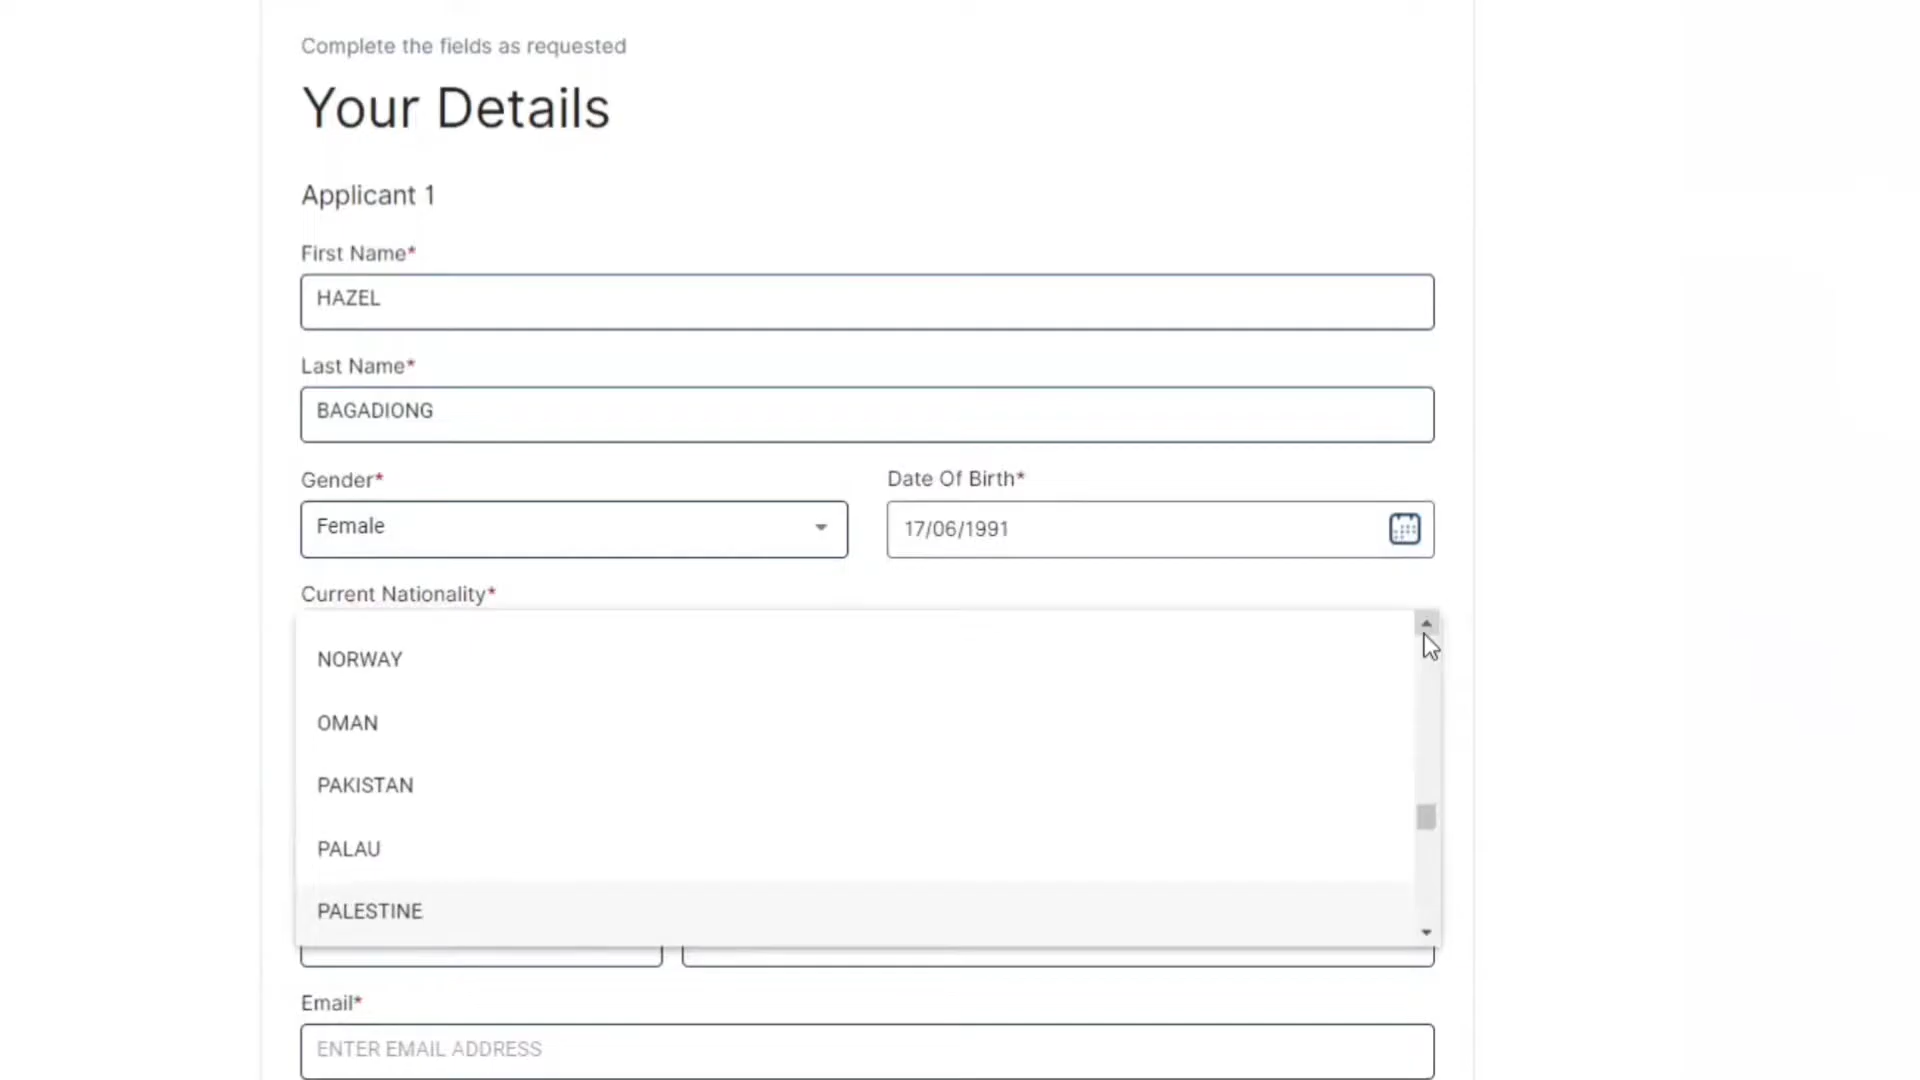 Complete the fields as requested
Your Details
Applicant 1
First Name*
HAZEL
Last Name*
BAGADIONG
Gender*
Date Of Birth*
Female
17/06/1991
Current Nationality*
NORWAY
OMAN
PAKISTAN
PALAU
PALESTINE
Email*
ENTER EMAIL ADDRESS